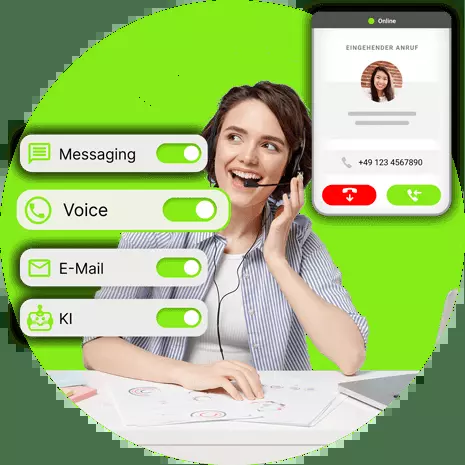 Online
EINGEHENDER ANRUF
+49 123 4567890
Messaging
Voice
E-Mail
KI